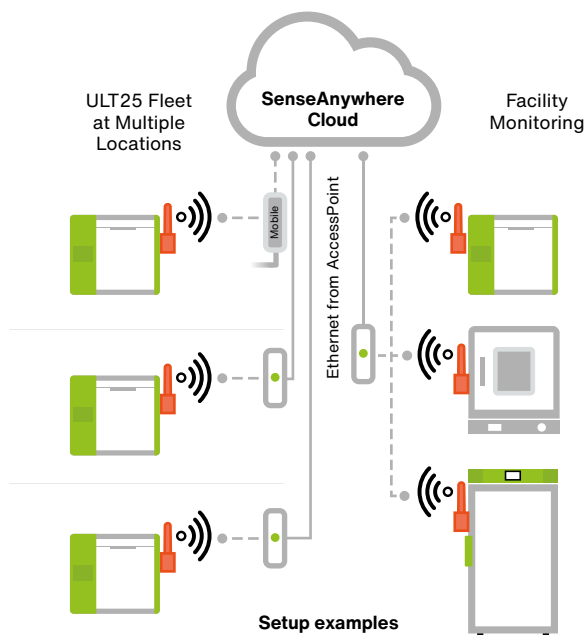 SenseAnywhere
Cloud
ULT25 Fleet
at Multiple
Locations
Facility
Monitoring
Mobile
Ethernet from AccessPoint
Setup examples